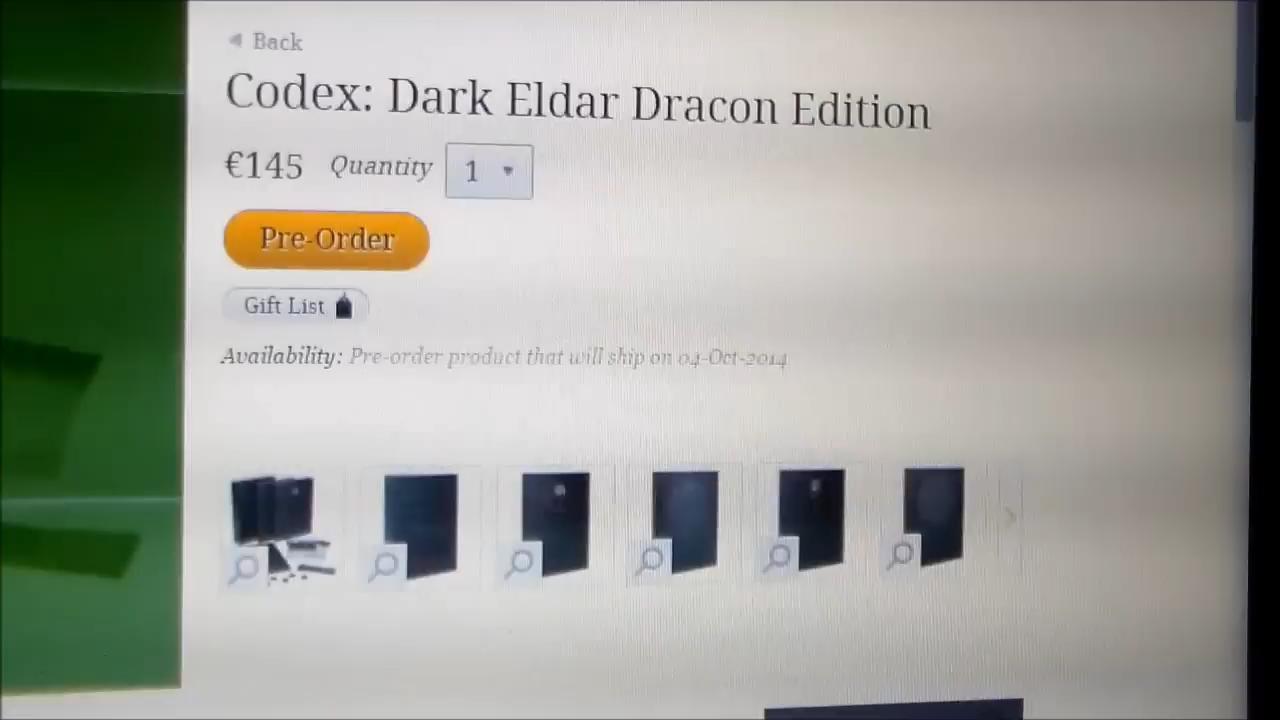 Back
Codex: Dark Eldar Dracon Edition
€145 Quantity 1
Pre-Order
Gift List
Availability: Pre-order product that will ship on 04-Oct-2014